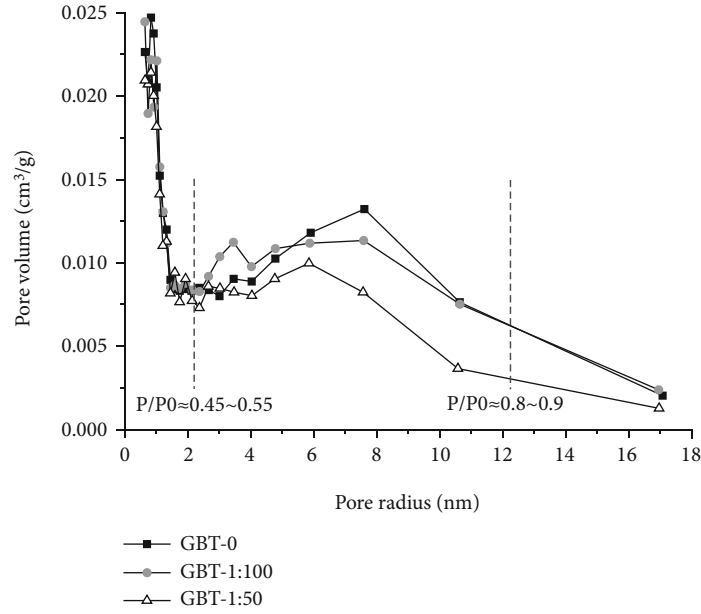 0.025
0.020
0.015
0.010
0.005
0.000
Pore volume (cm³/g)
P/P0≈0.45~0.55
P/P0≈0.8~0.9
0 2 4 6 8 10 12 14 16 18
Pore radius (nm)
GBT-0
GBT-1:100
GBT-1:50